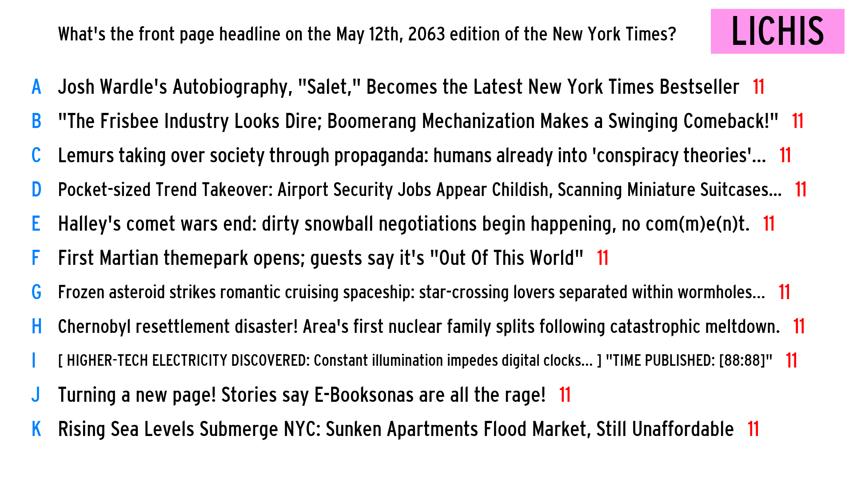 What's the front page headline on the May 12th, 2063 edition of the New York Times?
LICHIS
A Josh Wardle's Autobiography, "Salet," Becomes the Latest New York Times Bestseller 11
B "The Frisbee Industry Looks Dire; Boomerang Mechanization Makes a Swinging Comeback!" 11
C Lemurs taking over society through propaganda: humans already into 'conspiracy theories'... 11
D Pocket-sized Trend Takeover: Airport Security Jobs Appear Childish, Scanning Miniature Suitcases... 11
E Halley's comet wars end: dirty snowball negotiations begin happening, no com(m)e(n)t. 11
F First Martian themepark opens; guests say it's "Out Of This World" 11
G Frozen asteroid strikes romantic cruising spaceship: star-crossing lovers separated within wormholes... 11
H Chernobyl resettlement disaster! Area's first nuclear family splits following catastrophic meltdown. 11
I [ HIGHER-TECH ELECTRICITY DISCOVERED: Constant illumination impedes digital clocks... ] "TIME PUBLISHED: [88:88]" 11
J Turning a new page! Stories say E-Booksonas are all the rage! 11
K Rising Sea Levels Submerge NYC: Sunken Apartments Flood Market, Still Unaffordable 11